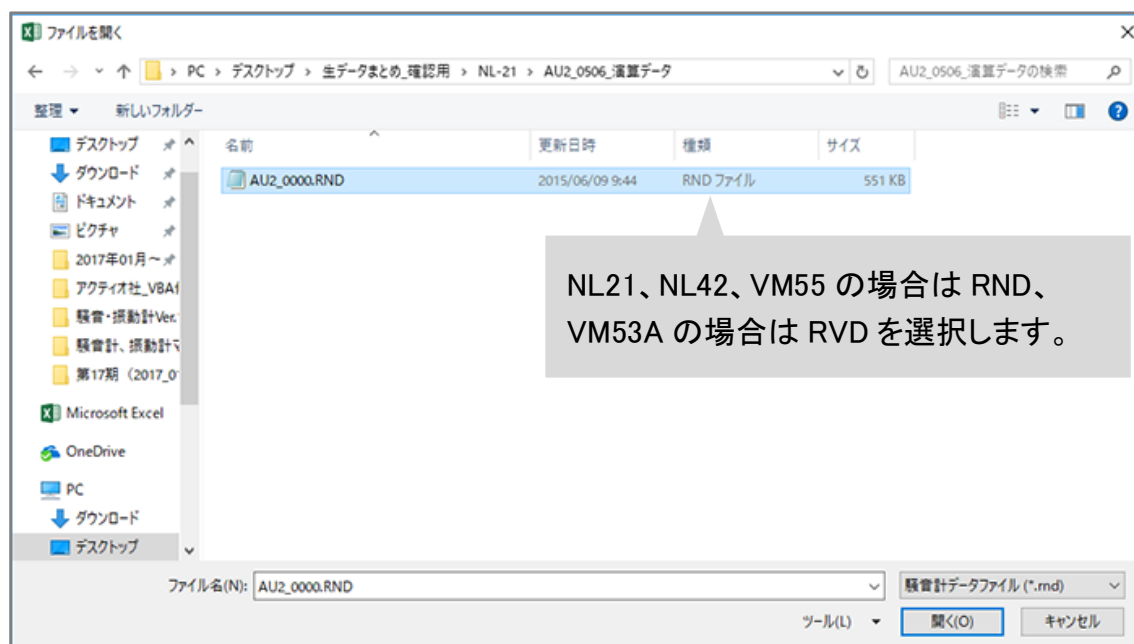 ファイルを開く
PC › デスクトップ › 生データまとめ_確認用 › NL-21 › AU2_0506_演算データ
AU2_0506_演算データの検索
整理 新しいフォルダー
名前 更新日時 種類 サイズ
AU2_0000.RND 2015/06/09 9:44 RND ファイル 551 KB
デスクトップ
ダウンロード
ドキュメント
ピクチャ
2017年01月～
アクティオ社_VBA
騒音・振動計Ver.
騒音計、振動計マ
第17期（2017_0
Microsoft Excel
OneDrive
PC
ダウンロード
デスクトップ
NL21、NL42、VM55 の場合は RND、
VM53A の場合は RVD を選択します。
ファイル名(N): AU2_0000.RND
騒音計データファイル (*.rnd)
ツール(L) 開く(O) キャンセル